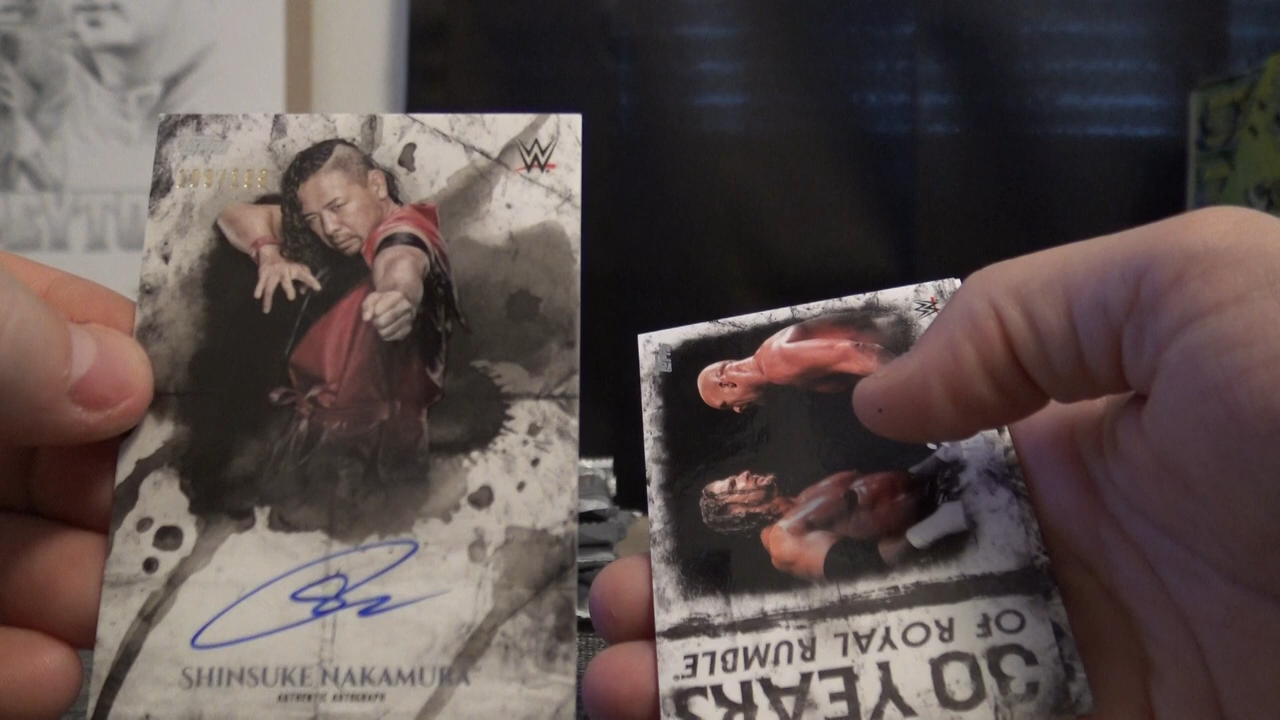 SHINSUKE NAKAMURA
AUTHENTIC AUTOGRAPH
30 YEARS
OF ROYAL RUMBLE